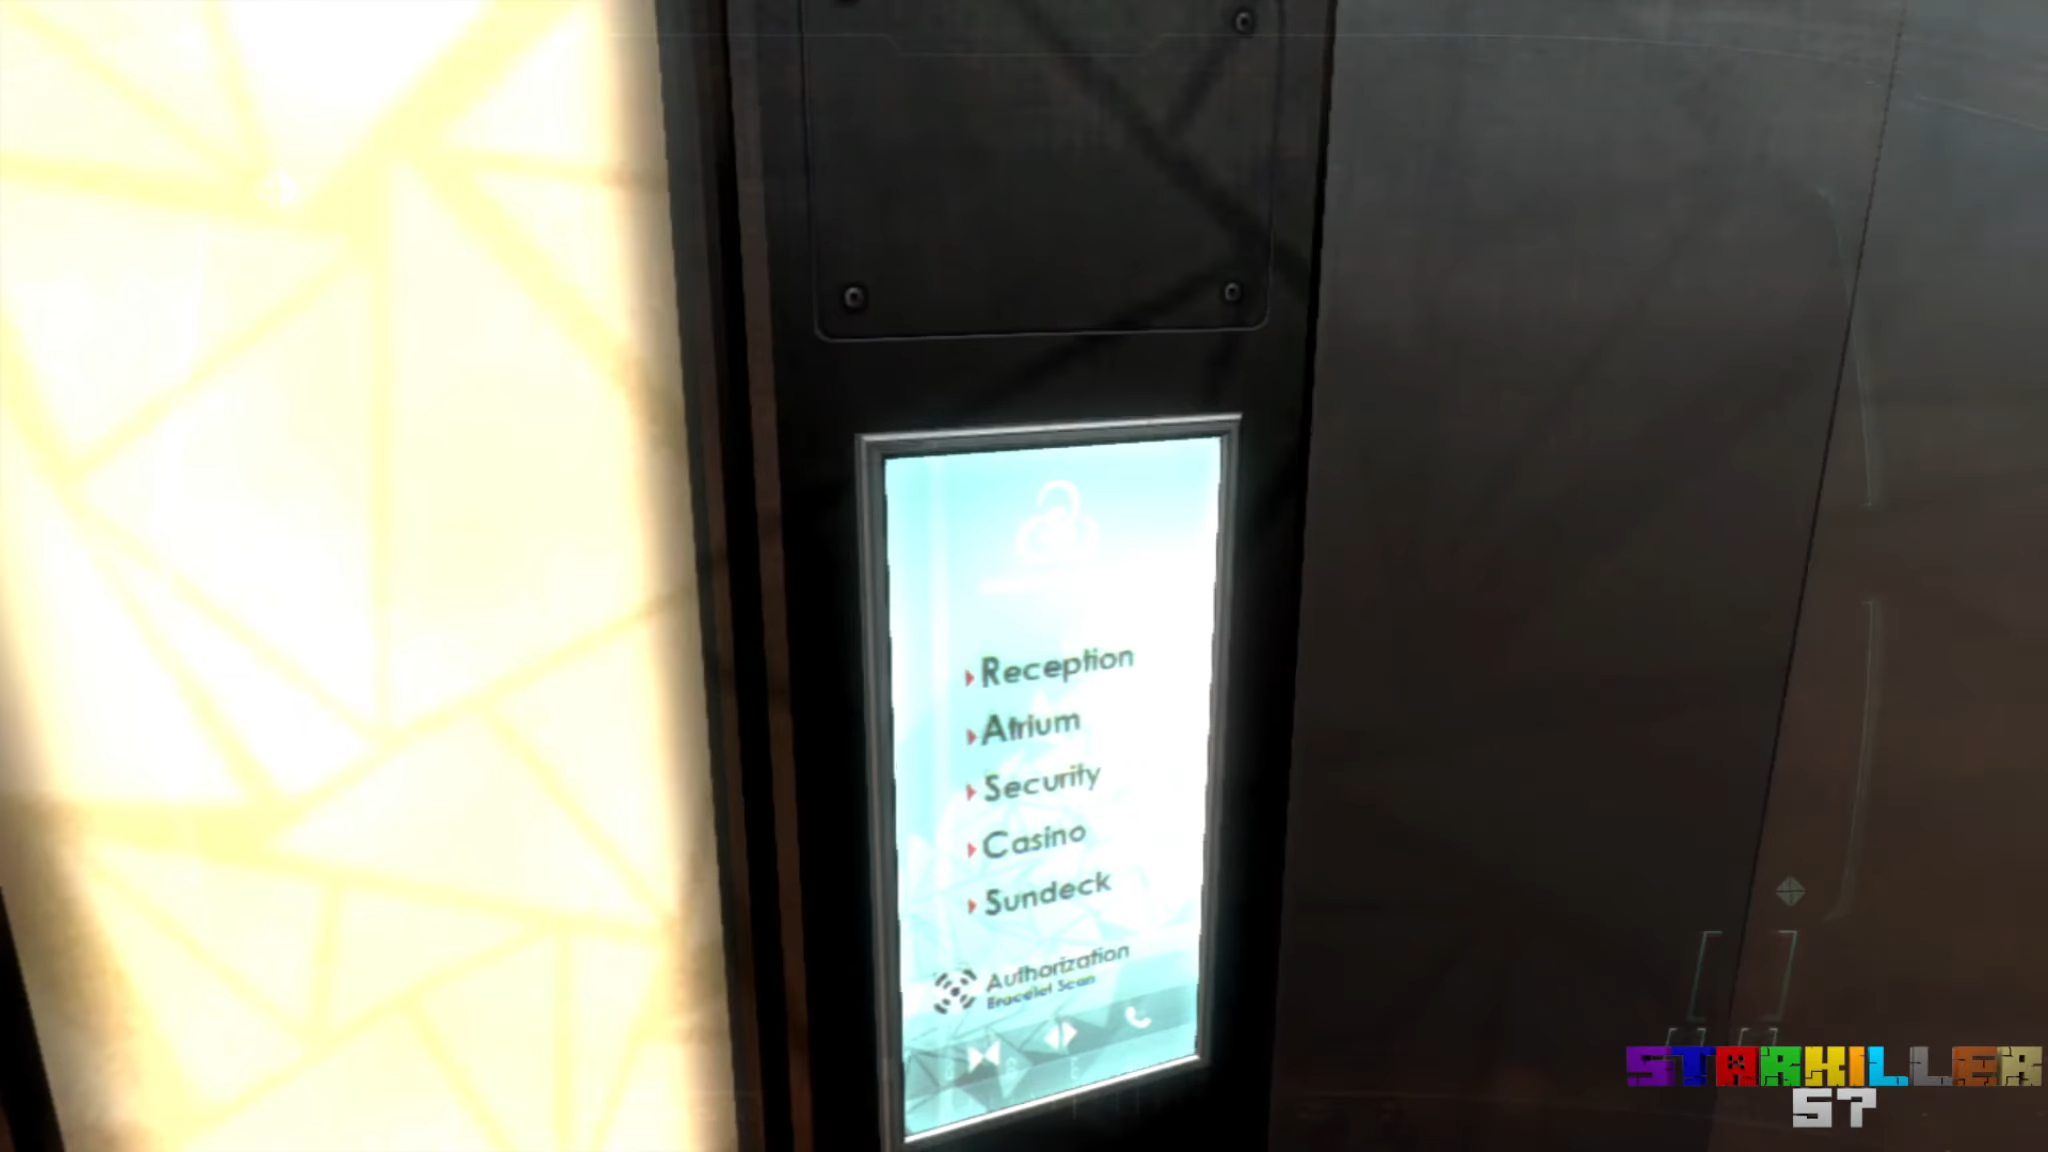 Reception
Atrium
Security
Casino
Sundeck
Authorization
Bracelet Scan
STARKILLER
57